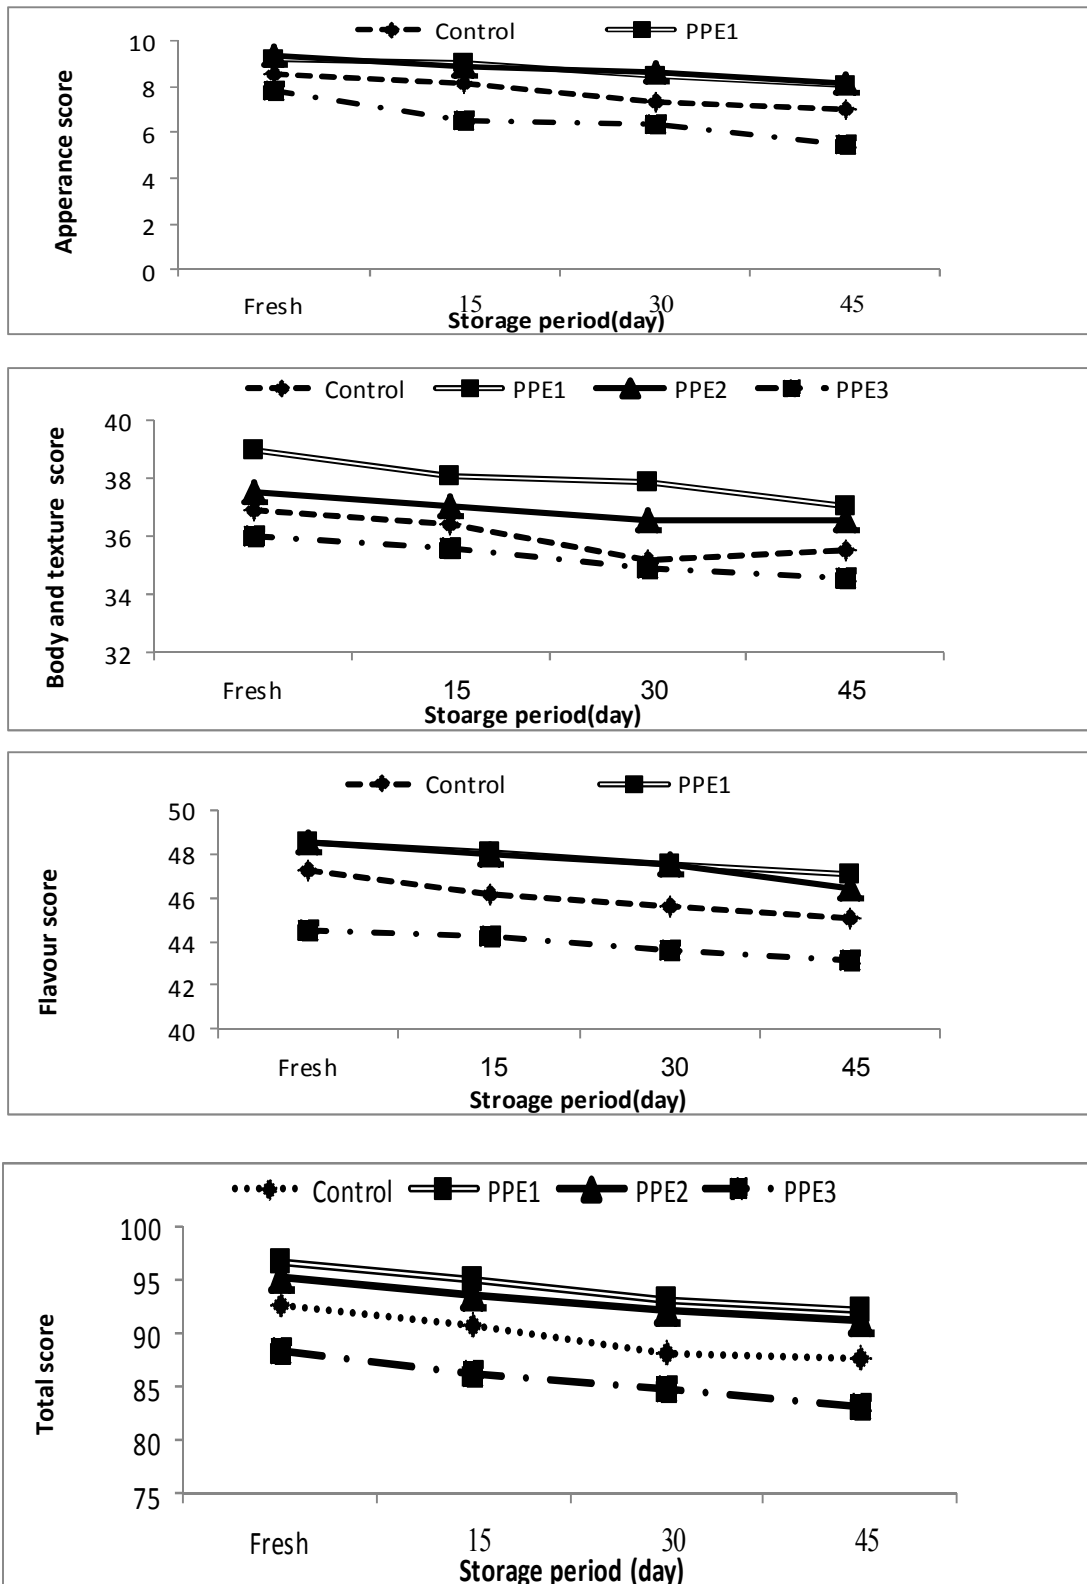 Control PPE1
10
8
6
4
2
0
Apperance score
Fresh 15 30 45
Storage period(day)
Control PPE1 PPE2 PPE3
40
38
36
34
32
Body and texture score
Fresh 15 30 45
Stoarge period(day)
Control PPE1
50
48
46
44
42
40
Flavour score
Fresh 15 30 45
Stroage period(day)
Control PPE1 PPE2 PPE3
100
95
90
85
80
75
Total score
Fresh 15 30 45
Storage period (day)